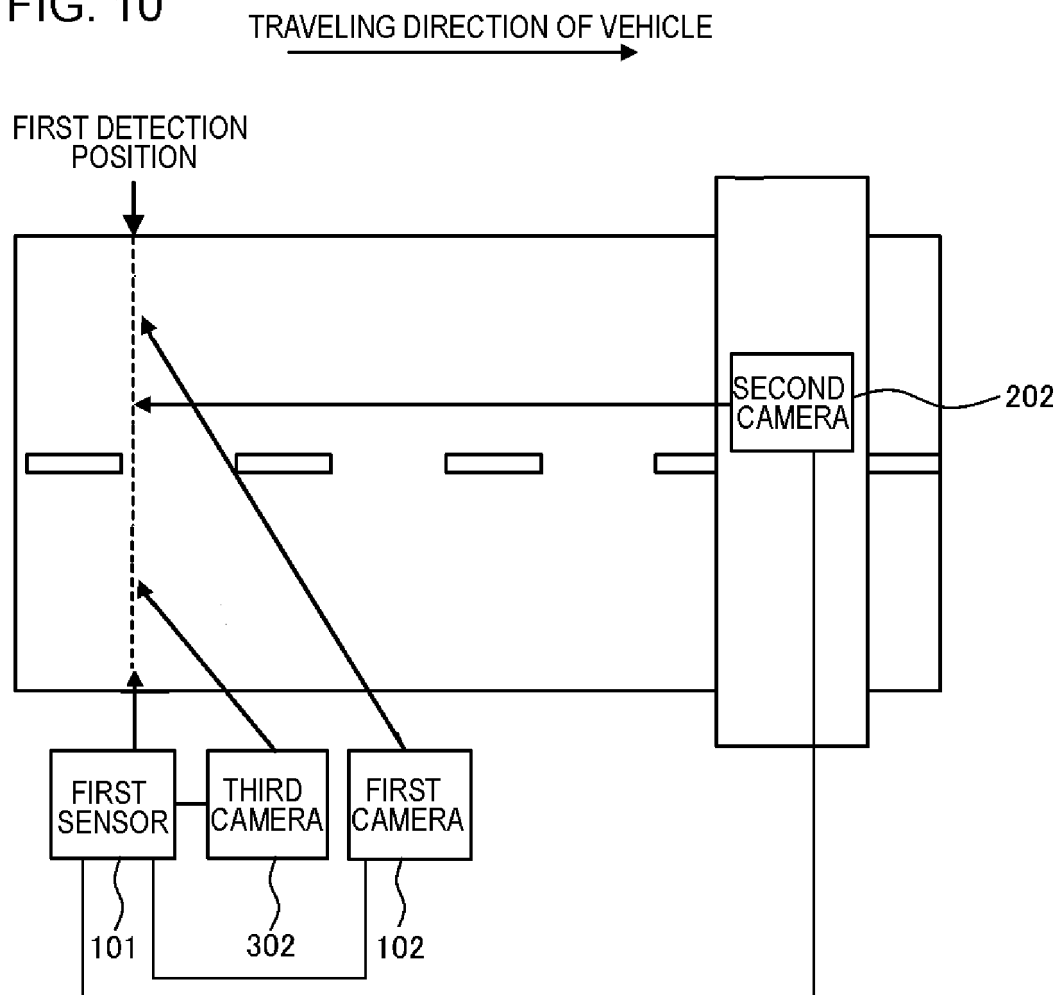 FIG. 10
TRAVELING DIRECTION OF VEHICLE
FIRST DETECTION
POSITION
SECOND
CAMERA
202
FIRST
SENSOR
THIRD
CAMERA
FIRST
CAMERA
101
302
102